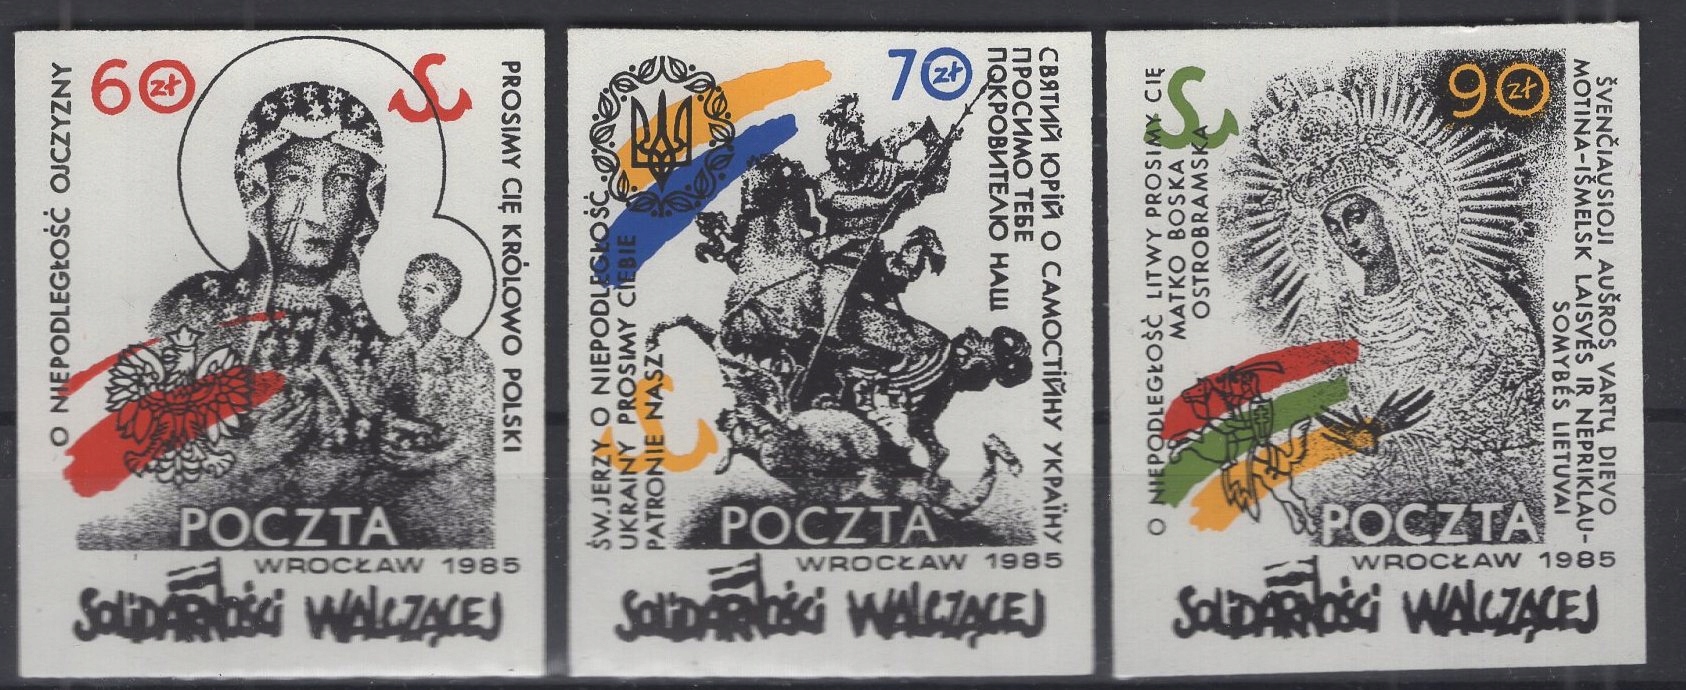 60 zł
O NIEPODLEGŁOŚĆ OJCZYZNY
PROSIMY CIĘ KRÓLOWO POLSKI
POCZTA
WROCŁAW 1985
SOLIDARNOŚCI WALCZĄCEJ
70 zł
ŚW.JERZY O NIEPODLEGŁOŚĆ
UKRAINY PROSIMY CIEBIE
PATRONIE NASZ
СВЯТИЙ ЮРІЙ О САМОСТІЙНУ УКРАЇНУ
ПРОСИМО ТЕБЕ
ПОКРОВИТЕЛЮ НАШ
POCZTA
WROCŁAW 1985
SOLIDARNOŚCI WALCZĄCEJ
90 zł
O NIEPODLEGŁOŚĆ LITWY PROSIMY CIĘ
MATKO BOSKA
OSTROBRAMSKA
ŠVENČIAUSIOJI AUŠROS VARTŲ DIEVO
MOTINA-IŠMELSK LAISVĖS IR NEPRIKLAU-
SOMYBĖS LIETUVAI
POCZTA
WROCŁAW 1985
SOLIDARNOŚCI WALCZĄCEJ